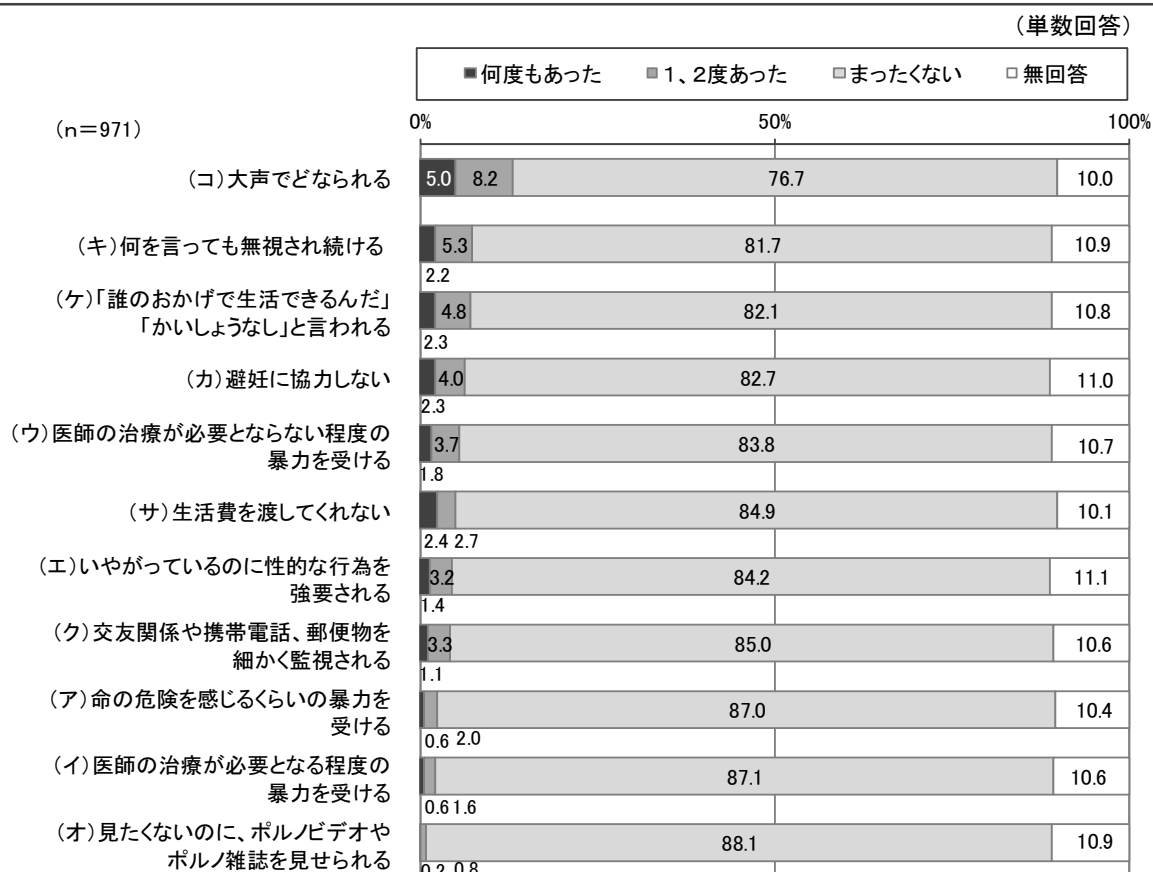 （単数回答）
■何度もあった ■１、２度あった □まったくない □無回答
（n＝971）
0% 50% 100%
（コ）大声でどなられる 5.0 8.2 76.7 10.0
（キ）何を言っても無視され続ける 5.3 81.7 10.9
2.2
（ケ）「誰のおかげで生活できるんだ」
「かいしょうなし」と言われる 4.8 82.1 10.8
2.3
（カ）避妊に協力しない 4.0 82.7 11.0
2.3
（ウ）医師の治療が必要とならない程度の
暴力を受ける 3.7 83.8 10.7
1.8
（サ）生活費を渡してくれない 84.9 10.1
2.4 2.7
（エ）いやがっているのに性的な行為を
強要される 3.2 84.2 11.1
1.4
（ク）交友関係や携帯電話、郵便物を
細かく監視される 3.3 85.0 10.6
1.1
（ア）命の危険を感じるくらいの暴力を
受ける 87.0 10.4
0.6 2.0
（イ）医師の治療が必要となる程度の
暴力を受ける 87.1 10.6
0.6 1.6
（オ）見たくないのに、ポルノビデオや
ポルノ雑誌を見せられる 88.1 10.9
0.2 0.8